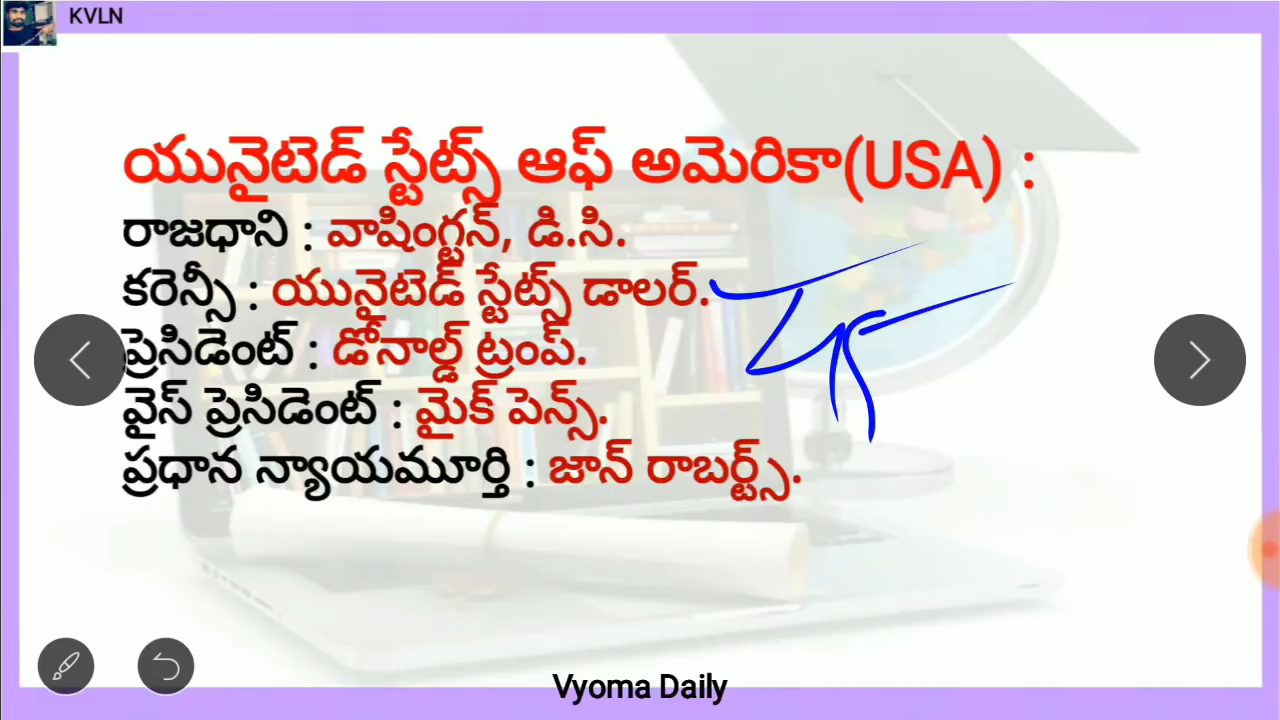 KVLN
యునైటెడ్ స్టేట్స్ ఆఫ్ అమెరికా(USA) :
రాజధాని : వాషింగ్టన్, డి.సి.
కరెన్సీ : యునైటెడ్ స్టేట్స్ డాలర్.
ప్రెసిడెంట్ : డోనాల్డ్ ట్రంప్.
వైస్ ప్రెసిడెంట్ : మైక్ పెన్స్.
ప్రధాన న్యాయమూర్తి : జాన్ రాబర్ట్స్.
Vyoma Daily